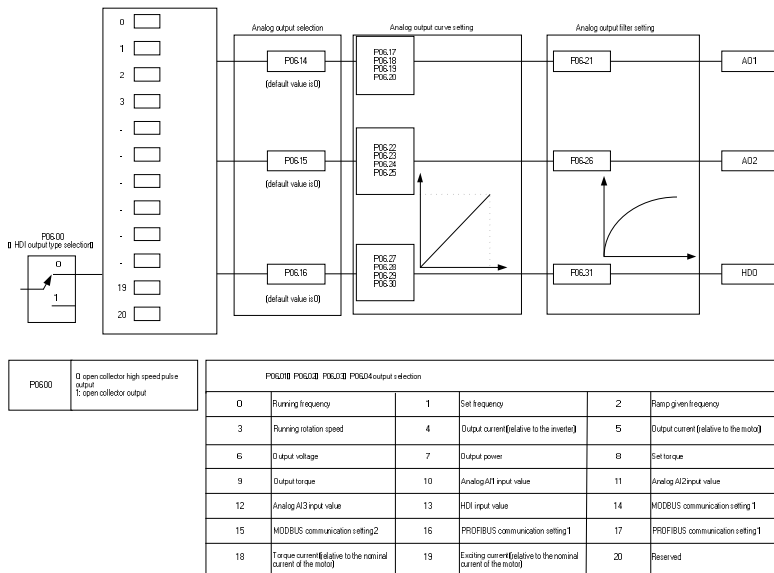 0
1
2
3
-
-
-
-
-
-
19
20
P06.00
▯ HDI output type selection▯
0
1
Analog output selection
P06.14
(default value is0)
P06.15
(default value is0)
P06.16
(default value is0)
Analog output curve setting
P06.17
P06.18
P06.19
P06.20
P06.22
P06.23
P06.24
P06.25
P06.27
P06.28
P06.29
P06.30
Analog output filter setting
P06.21
P06.26
P06.31
AO1
AO2
HDO
P06.00
0: open collector high speed pulse
output
1: open collector output
P06.01▯ P06.02▯ P06.03▯ P06.04 output selection
0 Running frequency 1 Set frequency 2 Ramp given frequency
3 Running rotation speed 4 Output current(relative to the inverter) 5 Output current (relative to the motor)
6 Output voltage 7 Output power 8 Set torque
9 Output torque 10 Analog AI1 input value 11 Analog AI2 input value
12 Analog AI3 input value 13 HDI input value 14 MODBUS communication setting 1
15 MODBUS communication setting2 16 PROFIBUS communication setting1 17 PROFIBUS communication setting1
18 Torque current(relative to the nominal
current of the motor) 19 Exciting current(relative to the nominal
current of the motor) 20 Reserved